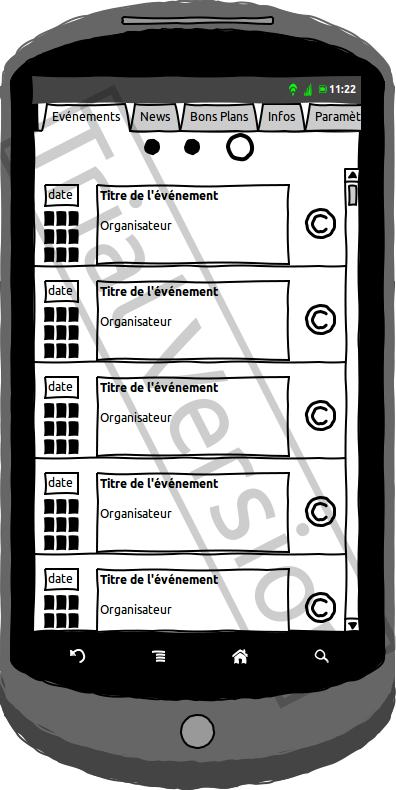 11:22
Evénements News Bons Plans Infos Paramèt
date Titre de l'événement
Organisateur
©
date Titre de l'événement
Organisateur
©
date Titre de l'événement
Organisateur
©
date Titre de l'événement
Organisateur
©
date Titre de l'événement
Organisateur
©
Trial Version